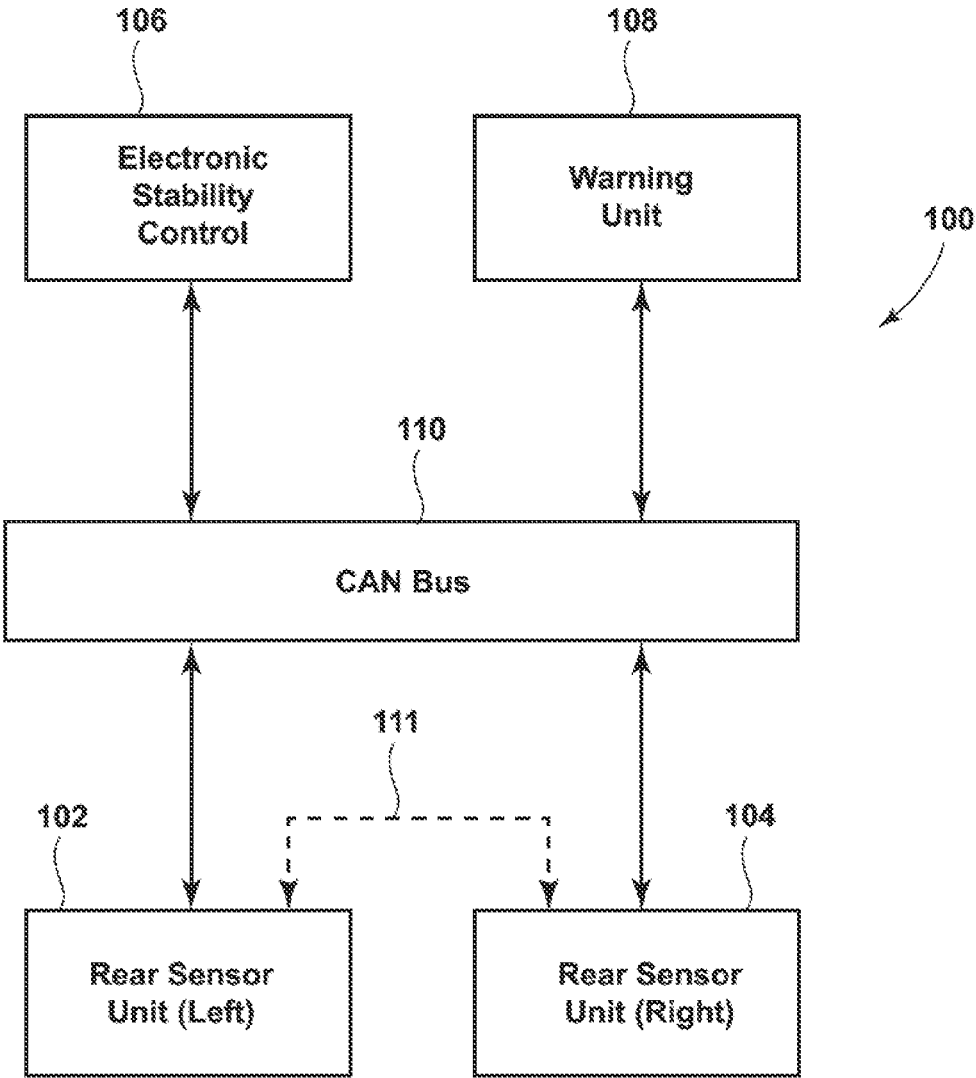 106
108
Electronic
Stability
Control
Warning
Unit
100
110
CAN Bus
111
102
104
Rear Sensor
Unit (Left)
Rear Sensor
Unit (Right)